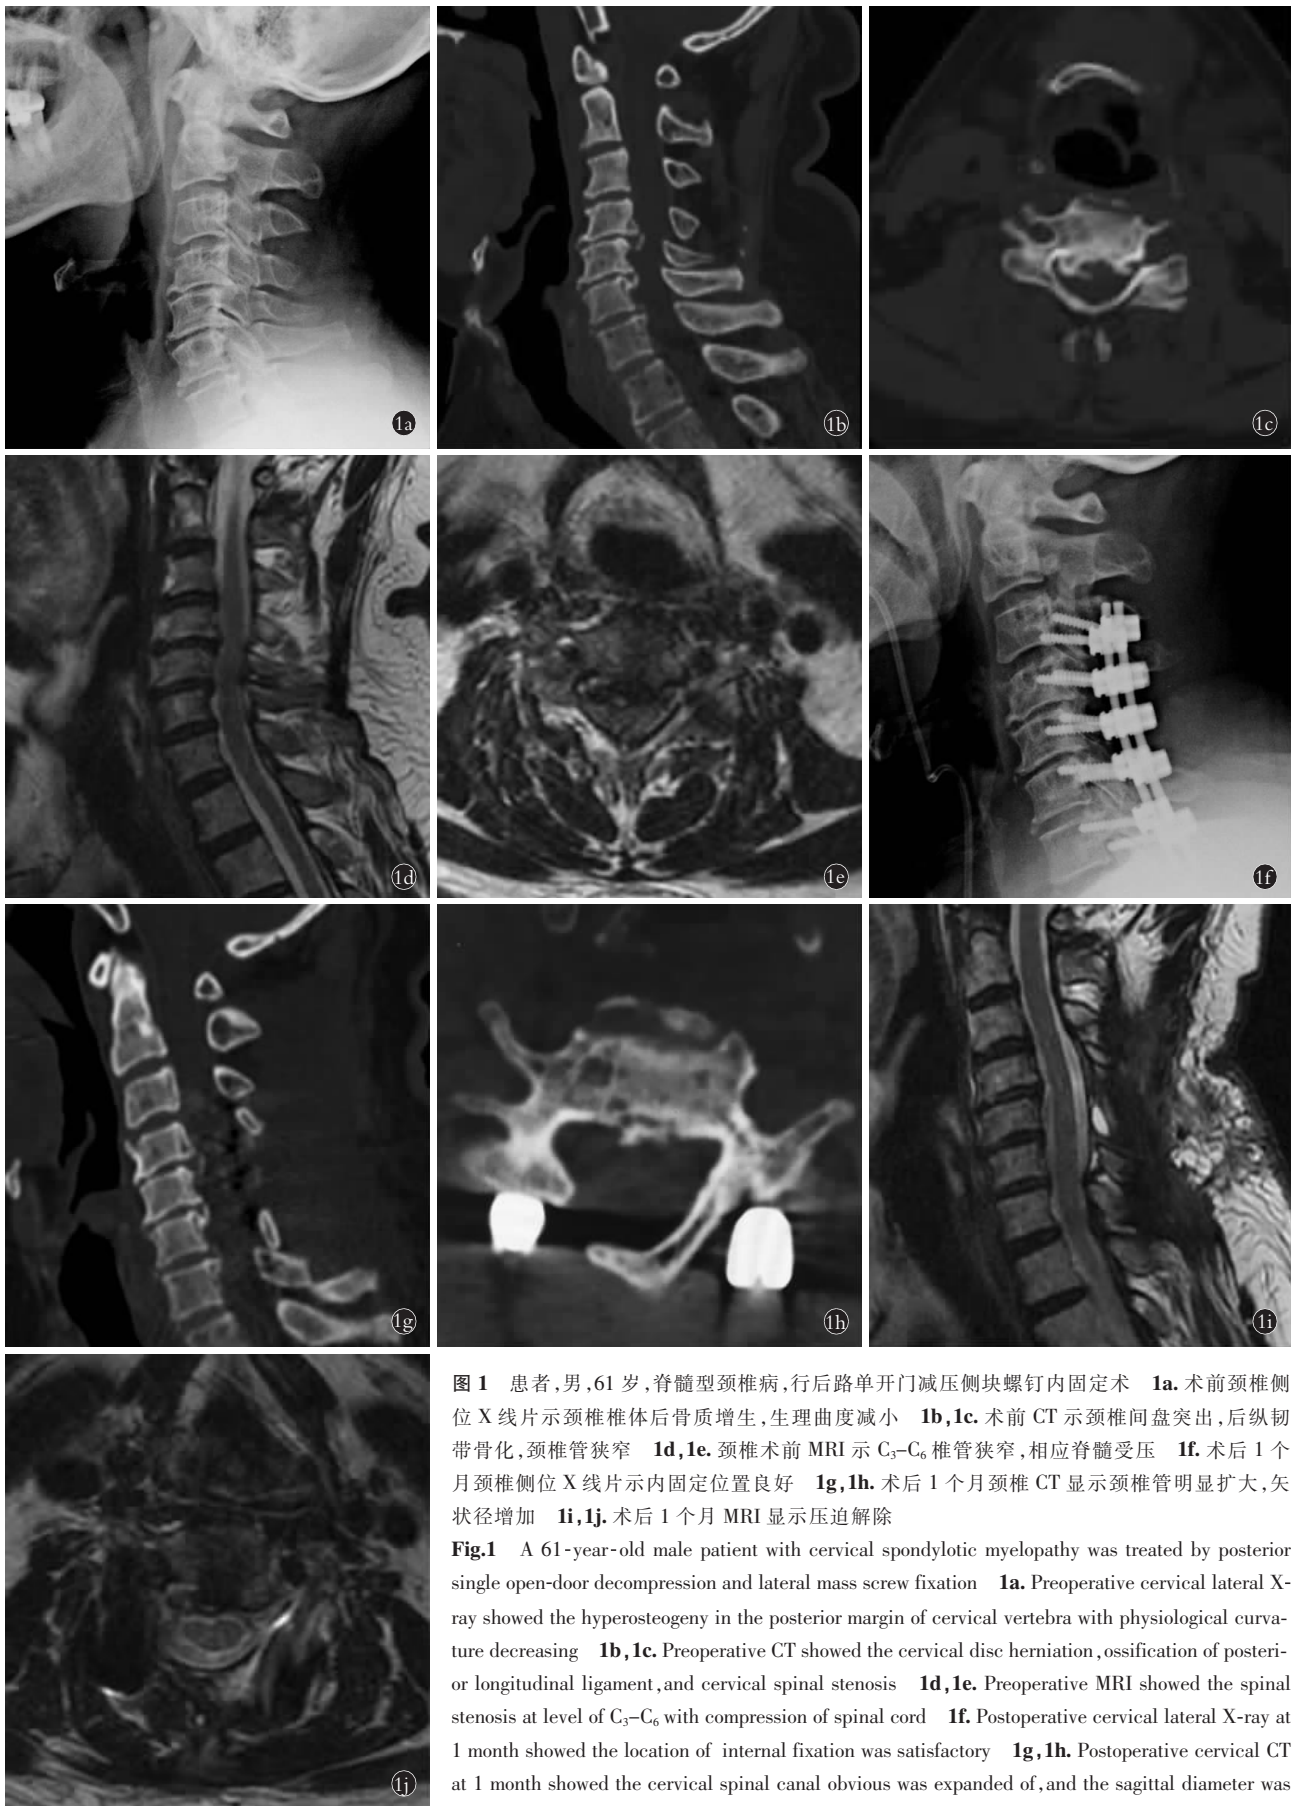 1a
1b
1c
1d
1e
1f
1g
1h
1i
1j
图 1 患者,男,61 岁,脊髓型颈椎病,行后路单开门减压侧块螺钉内固定术 1a. 术前颈椎侧
位 X 线片示颈椎椎体后骨质增生,生理曲度减小 1b,1c. 术前 CT 示颈椎间盘突出,后纵韧
带骨化,颈椎管狭窄 1d,1e. 颈椎术前 MRI 示 C₃–C₆ 椎管狭窄,相应脊髓受压 1f. 术后 1 个
月颈椎侧位 X 线片示内固定位置良好 1g,1h. 术后 1 个月颈椎 CT 显示颈椎管明显扩大,矢
状径增加 1i,1j. 术后 1 个月 MRI 显示压迫解除
Fig.1 A 61-year-old male patient with cervical spondylotic myelopathy was treated by posterior
single open-door decompression and lateral mass screw fixation 1a. Preoperative cervical lateral X-
ray showed the hyperosteogeny in the posterior margin of cervical vertebra with physiological curva-
ture decreasing 1b,1c. Preoperative CT showed the cervical disc herniation,ossification of posteri-
or longitudinal ligament,and cervical spinal stenosis 1d,1e. Preoperative MRI showed the spinal
stenosis at level of C₃–C₆ with compression of spinal cord 1f. Postoperative cervical lateral X-ray at
1 month showed the location of internal fixation was satisfactory 1g,1h. Postoperative cervical CT
at 1 month showed the cervical spinal canal obvious was expanded of,and the sagittal diameter was